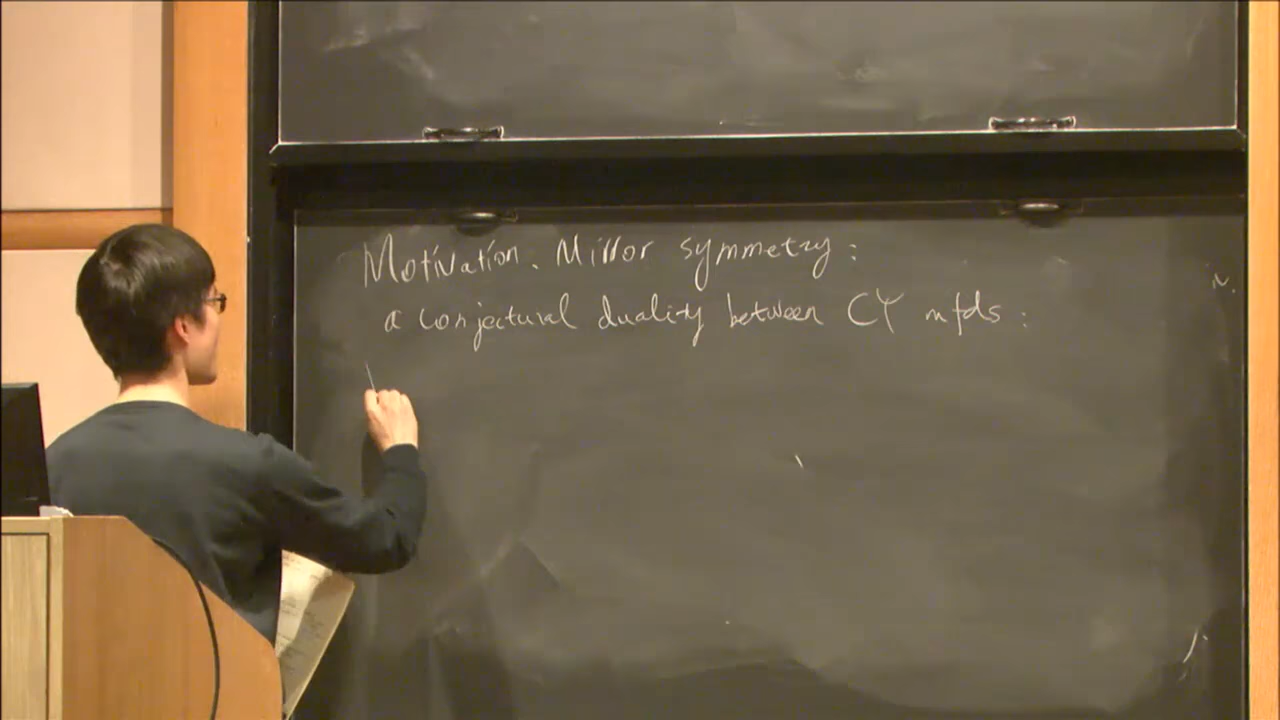 Motivation. Mirror symmetry:
a conjectural duality between CY mfds: